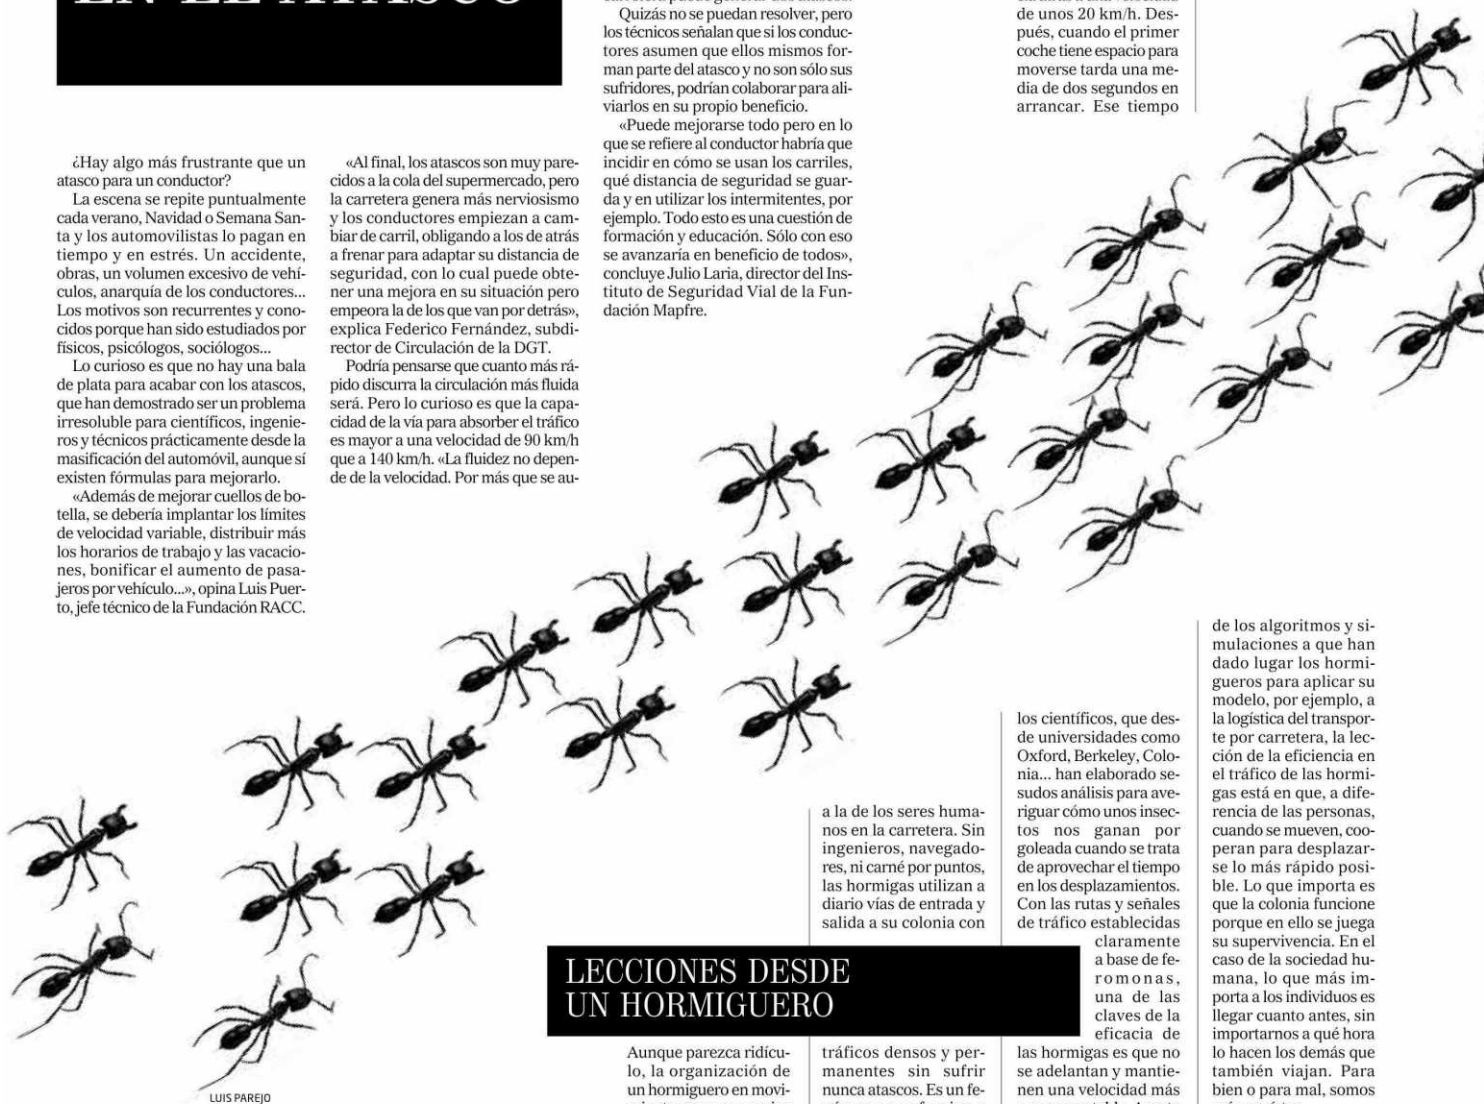 EN EL ATASCO
¿Hay algo más frustrante que un
atasco para un conductor?
La escena se repite puntualmente
cada verano, Navidad o Semana San-
ta y los automovilistas lo pagan en
tiempo y en estrés. Un accidente,
obras, un volumen excesivo de vehí-
culos, anarquía de los conductores...
Los motivos son recurrentes y cono-
cidos porque han sido estudiados por
físicos, psicólogos, sociólogos...
Lo curioso es que no hay una bala
de plata para acabar con los atascos,
que han demostrado ser un problema
irresoluble para científicos, ingenie-
ros y técnicos prácticamente desde la
masificación del automóvil, aunque sí
existen fórmulas para mejorarlo.
«Además de mejorar cuellos de bo-
tella, se debería implantar los límites
de velocidad variable, distribuir más
los horarios de trabajo y las vacacio-
nes, bonificar el aumento de pasa-
jeros por vehículo...», opina Luis Puer-
to, jefe técnico de la Fundación RACC.
«Al final, los atascos son muy pare-
cidos a la cola del supermercado, pero
la carretera genera más nerviosismo
y los conductores empiezan a cam-
biar de carril, obligando a los de atrás
a frenar para adaptar su distancia de
seguridad, con lo cual puede obte-
ner una mejora en su situación pero
empeora la de los que van por detrás»,
explica Federico Fernández, subdi-
rector de Circulación de la DGT.
Podría pensarse que cuanto más rá-
pido discurra la circulación más fluida
será. Pero lo curioso es que la capa-
cidad de la vía para absorber el tráfico
es mayor a una velocidad de 90 km/h
que a 140 km/h. «La fluidez no depen-
de de la velocidad. Por más que se au-
Quizás no se puedan resolver, pero
los técnicos señalan que si los conduc-
tores asumen que ellos mismos for-
man parte del atasco y no son sólo sus
sufridores, podrían colaborar para ali-
viarlos en su propio beneficio.
«Puede mejorarse todo pero en lo
que se refiere al conductor habría que
incidir en cómo se usan los carriles,
qué distancia de seguridad se guar-
da y en utilizar los intermitentes, por
ejemplo. Todo esto es una cuestión de
formación y educación. Sólo con eso
se avanzaría en beneficio de todos»,
concluye Julio Laria, director del Ins-
tituto de Seguridad Vial de la Fun-
dación Mapfre.
de unos 20 km/h. Des-
pués, cuando el primer
coche tiene espacio para
moverse tarda una me-
dia de dos segundos en
arrancar. Ese tiempo
LUIS PAREJO
LECCIONES DESDE
UN HORMIGUERO
Aunque parezca ridícu-
lo, la organización de
un hormiguero en movi-
a la de los seres huma-
nos en la carretera. Sin
ingenieros, navegado-
res, ni carné por puntos,
las hormigas utilizan a
diario vías de entrada y
salida a su colonia con
tráficos densos y per-
manentes sin sufrir
nunca atascos. Es un fe-
los científicos, que des-
de universidades como
Oxford, Berkeley, Colo-
nia... han elaborado se-
sudos análisis para ave-
riguar cómo unos insec-
tos nos ganan por
goleada cuando se trata
de aprovechar el tiempo
en los desplazamientos.
Con las rutas y señales
de tráfico establecidas
claramente
a base de fe-
romonas,
una de las
claves de la
eficacia de
las hormigas es que no
se adelantan y mantie-
nen una velocidad más
de los algoritmos y si-
mulaciones a que han
dado lugar los hormi-
gueros para aplicar su
modelo, por ejemplo, a
la logística del transpor-
te por carretera, la lec-
ción de la eficiencia en
el tráfico de las hormi-
gas está en que, a dife-
rencia de las personas,
cuando se mueven, coo-
peran para desplazar-
se lo más rápido posi-
ble. Lo que importa es
que la colonia funcione
porque en ello se juega
su supervivencia. En el
caso de la sociedad hu-
mana, lo que más im-
porta a los individuos es
llegar cuanto antes, sin
importarnos a qué hora
lo hacen los demás que
también viajan. Para
bien o para mal, somos